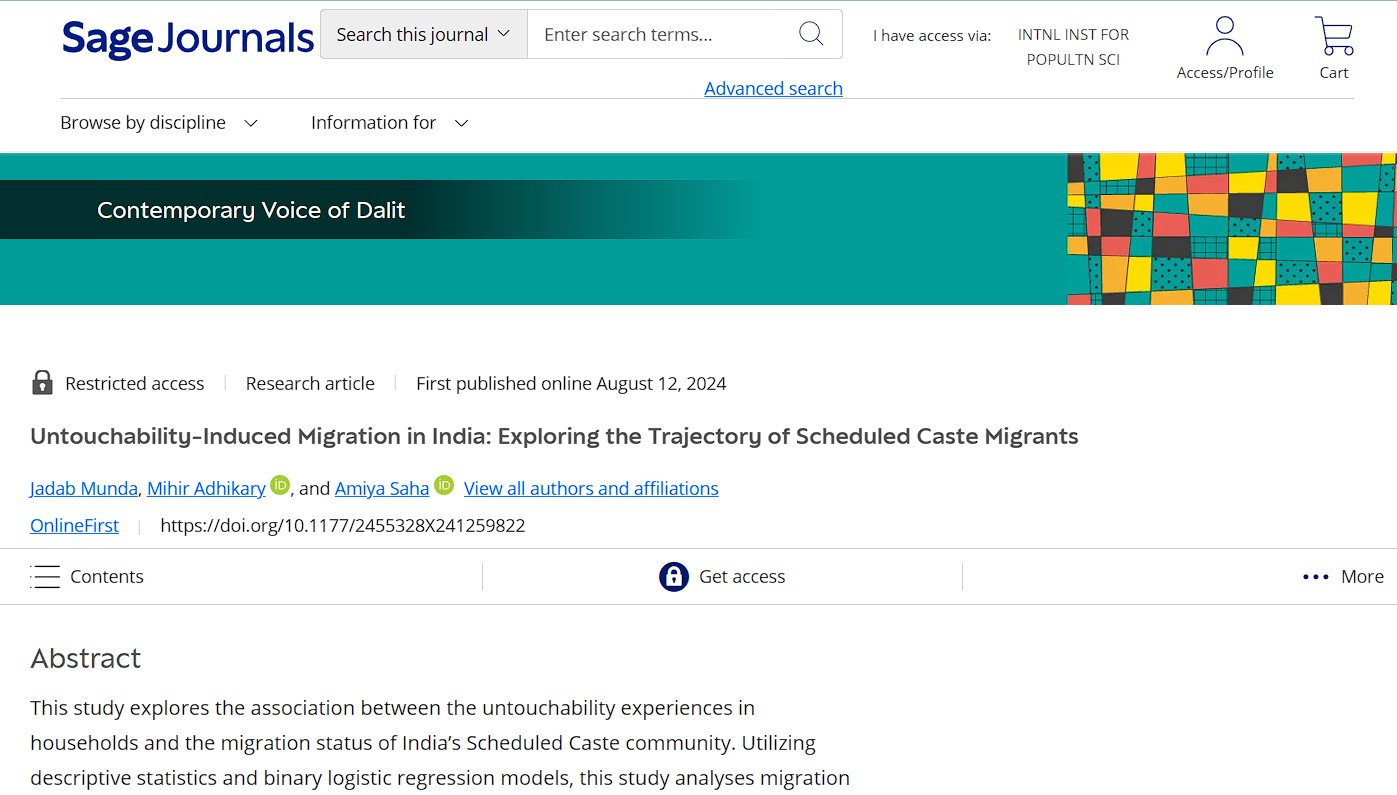 Sage Journals
Search this journal
Enter search terms...
I have access via:
INTNL INST FOR
POPULTN SCI
Access/Profile
Cart
Advanced search
Browse by discipline
Information for
Contemporary Voice of Dalit
Restricted access
Research article
First published online August 12, 2024
Untouchability-Induced Migration in India: Exploring the Trajectory of Scheduled Caste Migrants
Jadab Munda, Mihir Adhikary iD, and Amiya Saha iD View all authors and affiliations
OnlineFirst
https://doi.org/10.1177/2455328X241259822
Contents
Get access
More
Abstract
This study explores the association between the untouchability experiences in
households and the migration status of India’s Scheduled Caste community. Utilizing
descriptive statistics and binary logistic regression models, this study analyses migration